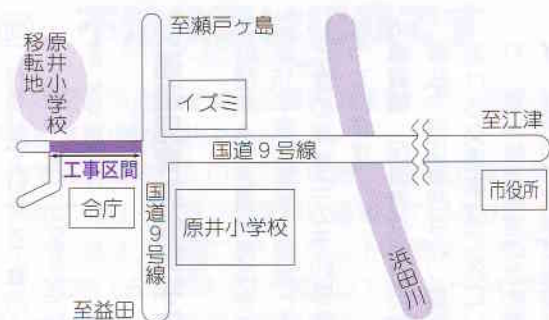 至瀬戸ヶ島
原井小学校
移転地
イズミ
至江津
国道9号線
工事区間
市役所
合庁
国道9号線
原井小学校
浜田川
至益田